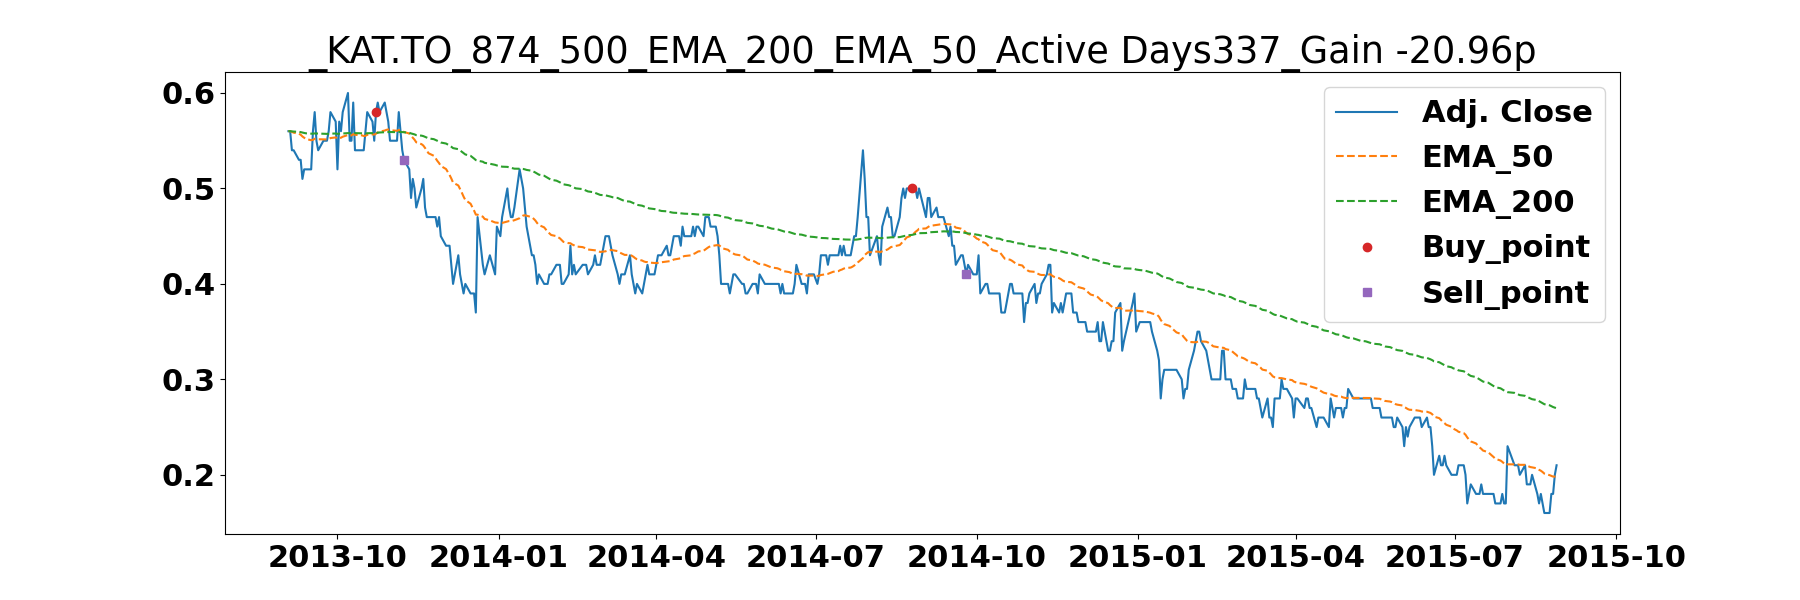 _KAT.TO_874_500_EMA_200_EMA_50_Active Days337_Gain -20.96p
0.6
0.5
0.4
0.3
0.2
Adj. Close
EMA_50
EMA_200
Buy_point
Sell_point
2013-10 2014-01 2014-04 2014-07 2014-10 2015-01 2015-04 2015-07 2015-10